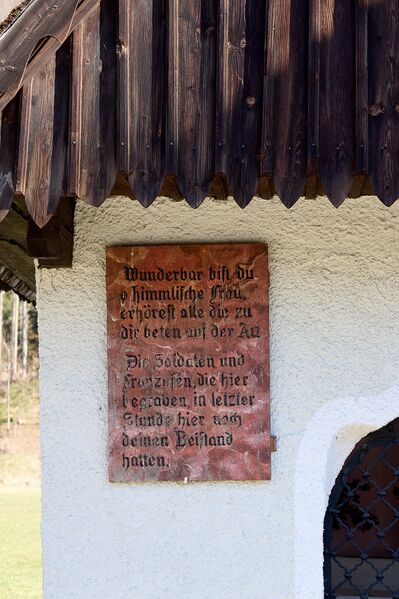 Wunderbar bist du
o himmlische Frau,
erhörest alle die zu
dir beten auf der Au
Die Soldaten und
Franzosen, die hier
begraben, in letzter
Stunde hier noch
deinen Beistand
hatten.